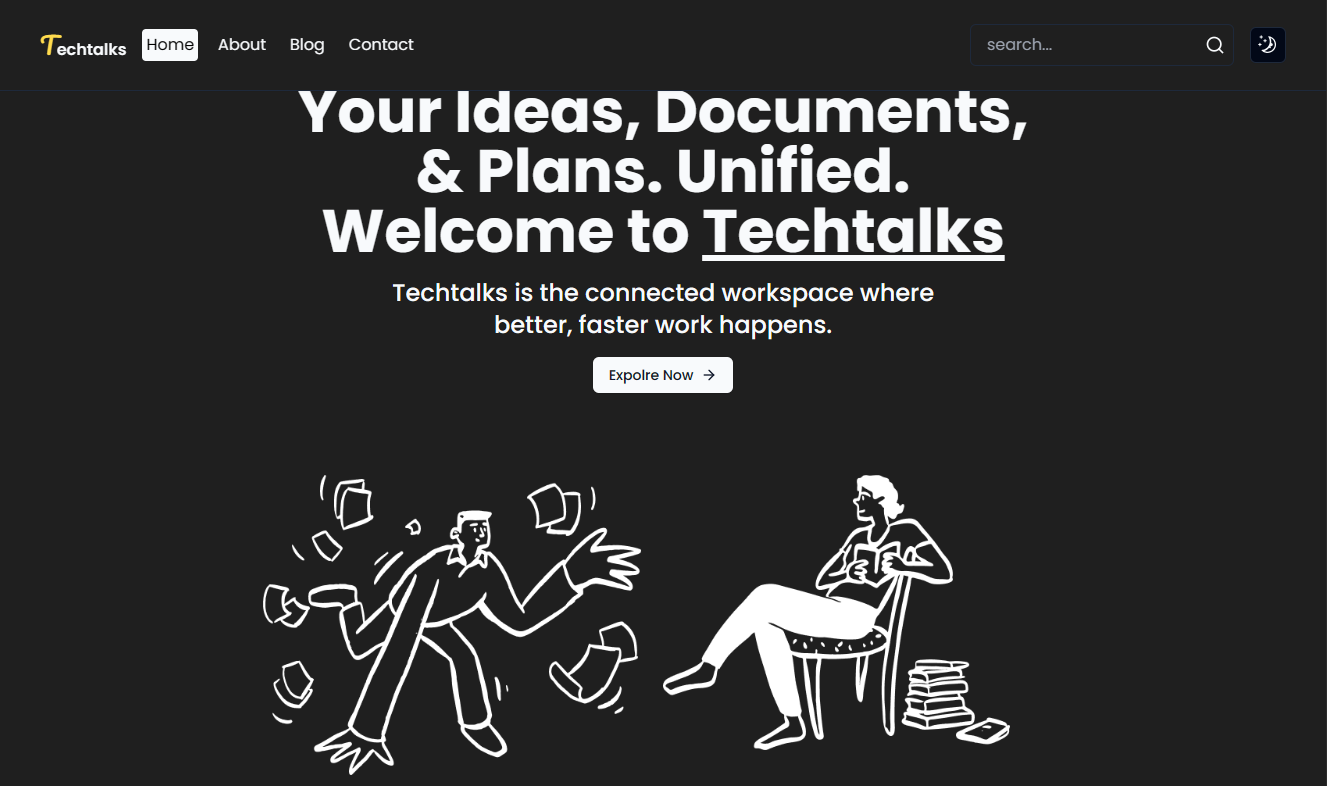 Techtalks Home About Blog Contact search...
Your Ideas, Documents,
& Plans. Unified.
Welcome to Techtalks
Techtalks is the connected workspace where
better, faster work happens.
Expolre Now